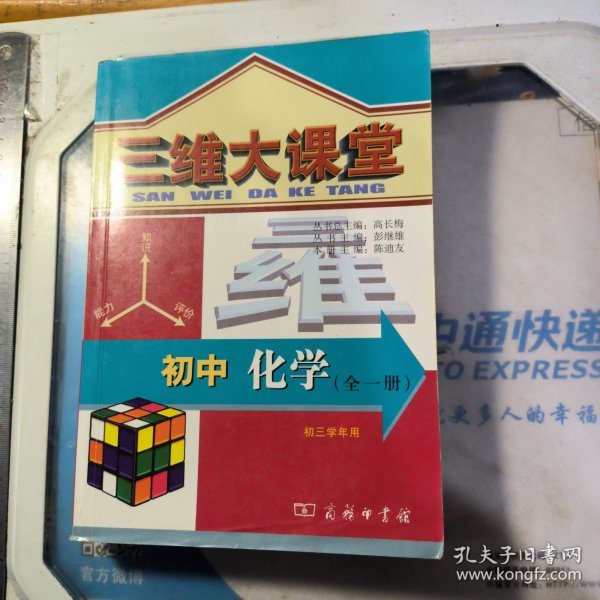 三维大课堂
SAN WEI DA KE TANG
丛书总主编:高长梅
丛书主编:彭继雄
本册主编:陈迪友
三维
知识
能力
评价
初中 化学(全一册)
初三学年用
商务印书馆
中通快递
TO EXPRESS
更多人的幸福
官方微博
孔夫子旧书网
www.kongfz.com